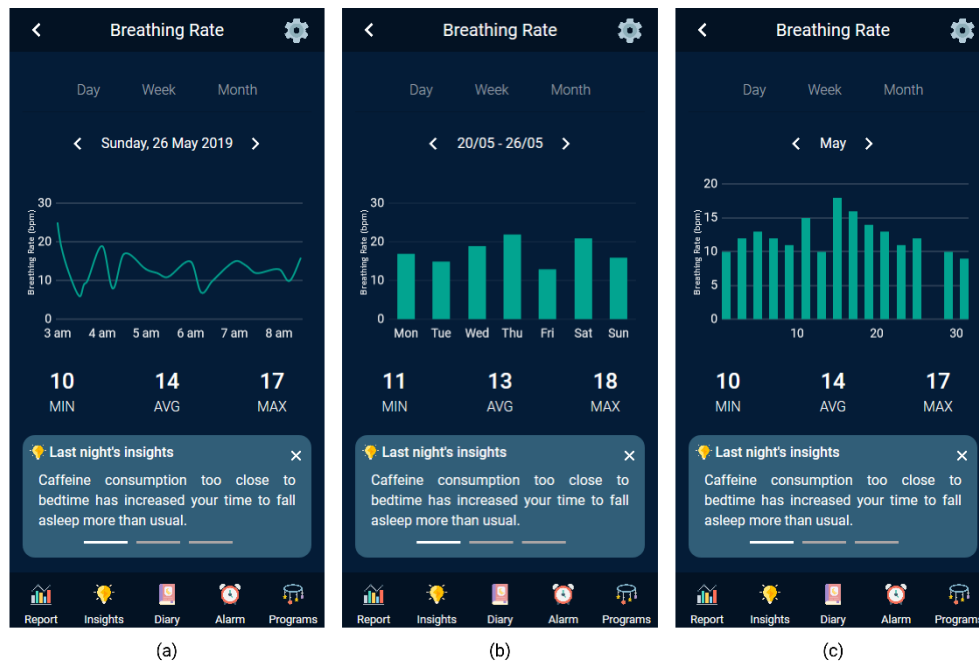 Breathing Rate
Day Week Month
Sunday, 26 May 2019
Breathing Rate (bpm)
30
20
10
0
3 am 4 am 5 am 6 am 7 am 8 am
10 14 17
MIN AVG MAX
Last night's insights
Caffeine consumption too close to
bedtime has increased your time to fall
asleep more than usual.
Report Insights Diary Alarm Programs
(a)
Breathing Rate
Day Week Month
20/05 - 26/05
Breathing Rate (bpm)
30
20
10
0
Mon Tue Wed Thu Fri Sat Sun
11 13 18
MIN AVG MAX
Last night's insights
Caffeine consumption too close to
bedtime has increased your time to fall
asleep more than usual.
Report Insights Diary Alarm Programs
(b)
Breathing Rate
Day Week Month
May
Breathing Rate (bpm)
20
15
10
5
0
10 20 30
10 14 17
MIN AVG MAX
Last night's insights
Caffeine consumption too close to
bedtime has increased your time to fall
asleep more than usual.
Report Insights Diary Alarm Programs
(c)